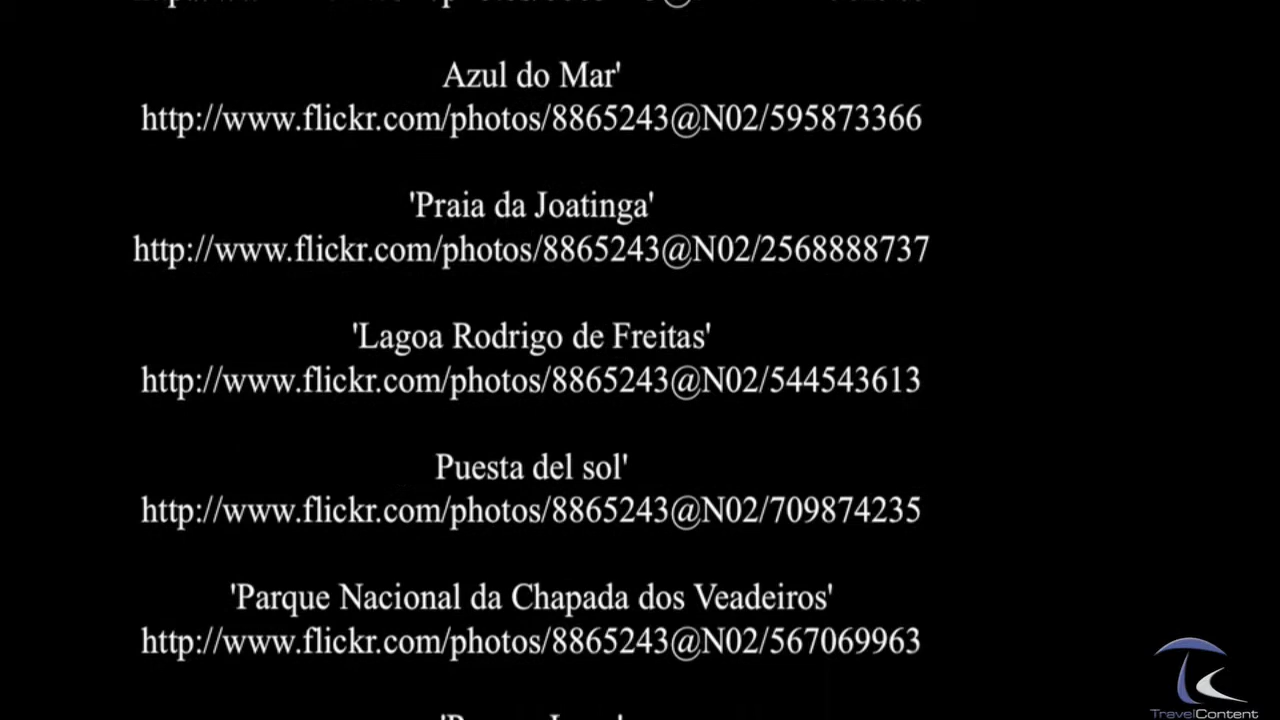 Azul do Mar'
http://www.flickr.com/photos/8865243@N02/595873366
'Praia da Joatinga'
http://www.flickr.com/photos/8865243@N02/2568888737
'Lagoa Rodrigo de Freitas'
http://www.flickr.com/photos/8865243@N02/544543613
Puesta del sol'
http://www.flickr.com/photos/8865243@N02/709874235
'Parque Nacional da Chapada dos Veadeiros'
http://www.flickr.com/photos/8865243@N02/567069963
TravelContent